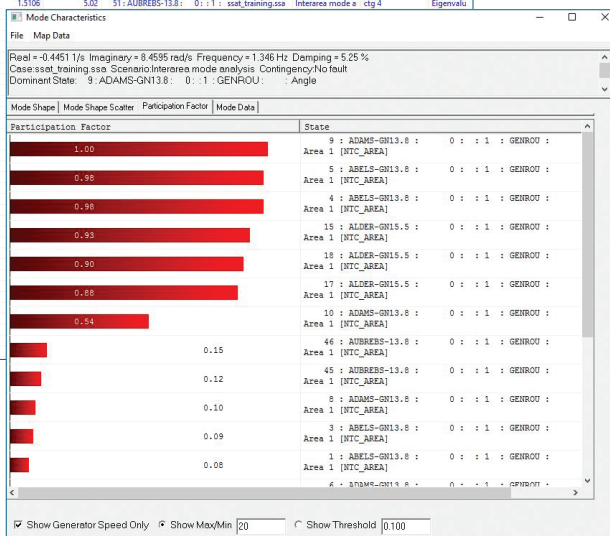 1.5106 5.02 51 : AUBREBS-13.8 : 0 : : 1 : ssat_training.ssa Interarea mode a ctg 4 Eigenvalu
Mode Characteristics
File Map Data
Real = -0.4451 1/s Imaginary = 8.4595 rad/s Frequency = 1.346 Hz Damping = 5.25 %
Case:ssat_training.ssa Scenario:Interarea mode analysis Contingency:No fault
Dominant State: 9 : ADAMS-GN13.8 : 0 : : 1 : GENROU : : Angle
Mode Shape Mode Shape Scatter Participation Factor Mode Data
Participation Factor State
1.00 9 : ADAMS-GN13.8 : 0 : : 1 : GENROU :
Area 1 [NTC_AREA]
0.98 5 : ABELS-GN13.8 : 0 : : 1 : GENROU :
Area 1 [NTC_AREA]
0.98 4 : ABELS-GN13.8 : 0 : : 1 : GENROU :
Area 1 [NTC_AREA]
0.93 15 : ALDER-GN15.5 : 0 : : 1 : GENROU :
Area 1 [NTC_AREA]
0.90 18 : ALDER-GN15.5 : 0 : : 1 : GENROU :
Area 1 [NTC_AREA]
0.88 17 : ALDER-GN15.5 : 0 : : 1 : GENROU :
Area 1 [NTC_AREA]
0.54 10 : ADAMS-GN13.8 : 0 : : 1 : GENROU :
Area 1 [NTC_AREA]
0.15 46 : AUBREBS-13.8 : 0 : : 1 : GENROU :
Area 1 [NTC_AREA]
0.12 45 : AUBREBS-13.8 : 0 : : 1 : GENROU :
Area 1 [NTC_AREA]
0.10 8 : ADAMS-GN13.8 : 0 : : 1 : GENROU :
Area 1 [NTC_AREA]
0.09 3 : ABELS-GN13.8 : 0 : : 1 : GENROU :
Area 1 [NTC_AREA]
0.08 1 : ABELS-GN13.8 : 0 : : 1 : GENROU :
Area 1 [NTC_AREA]
6 : ADAMS-GN13.8 : 0 : : 1 : GENROU :
Show Generator Speed Only Show Max/Min 20 Show Threshold 0.100